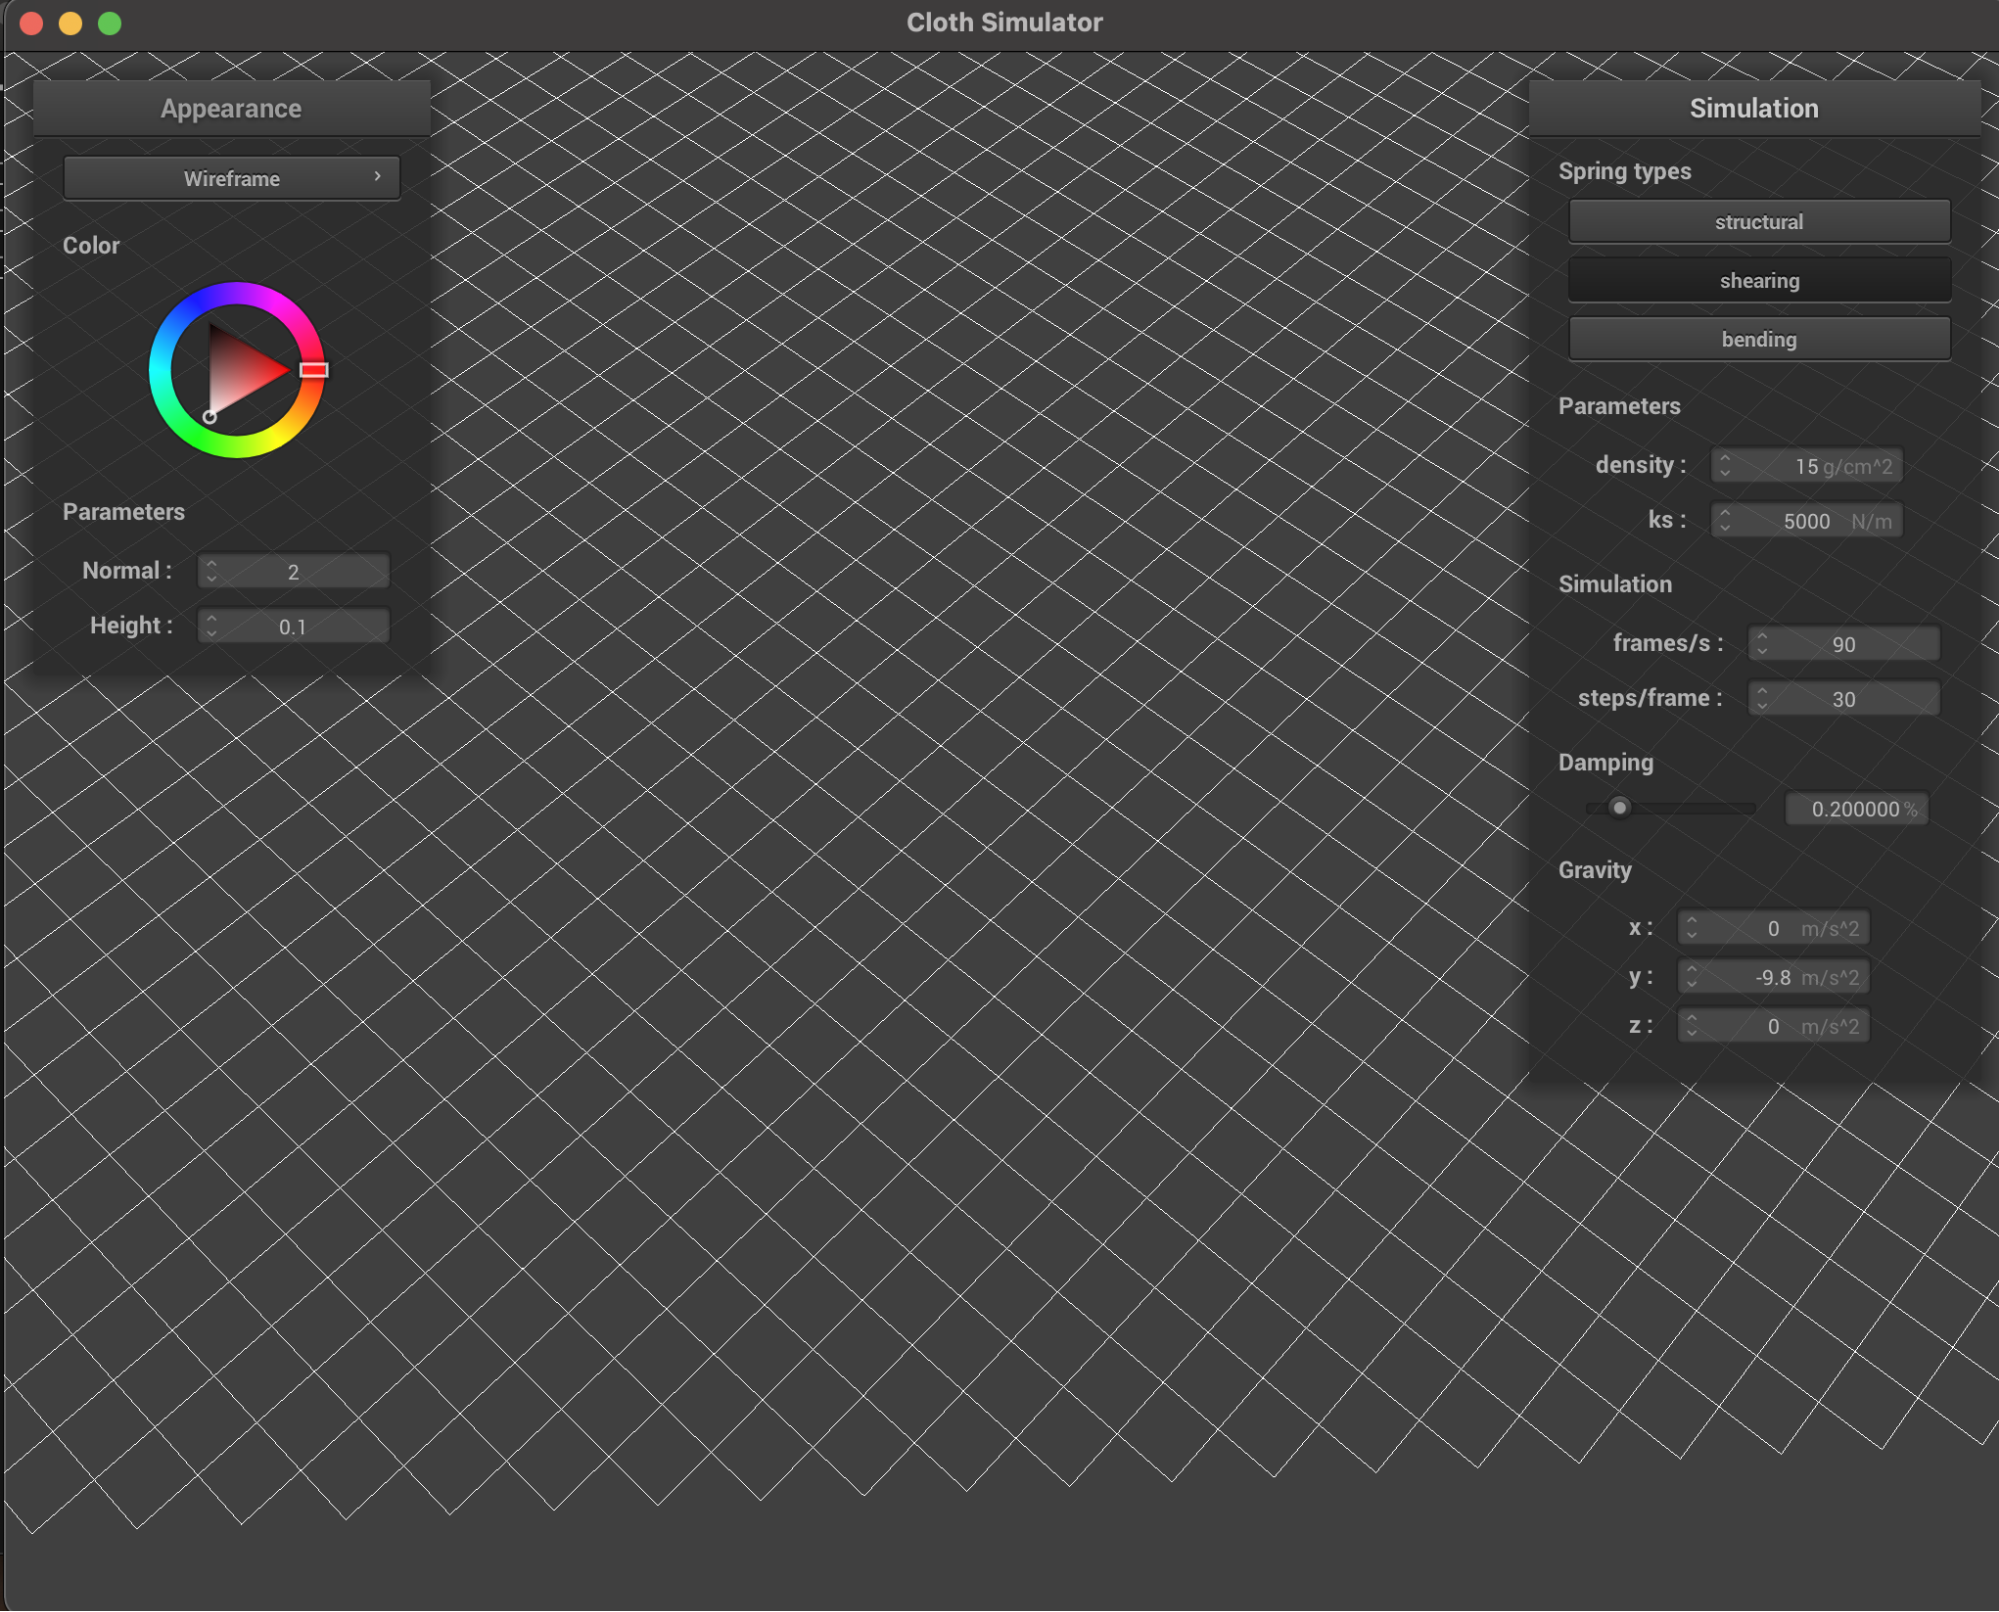 Cloth Simulator
Appearance
Wireframe
Color
Parameters
Normal : 2
Height : 0.1
Simulation
Spring types
structural
shearing
bending
Parameters
density : 15 g/cm^2
ks : 5000 N/m
Simulation
frames/s : 90
steps/frame : 30
Damping
0.200000 %
Gravity
x : 0 m/s^2
y : -9.8 m/s^2
z : 0 m/s^2